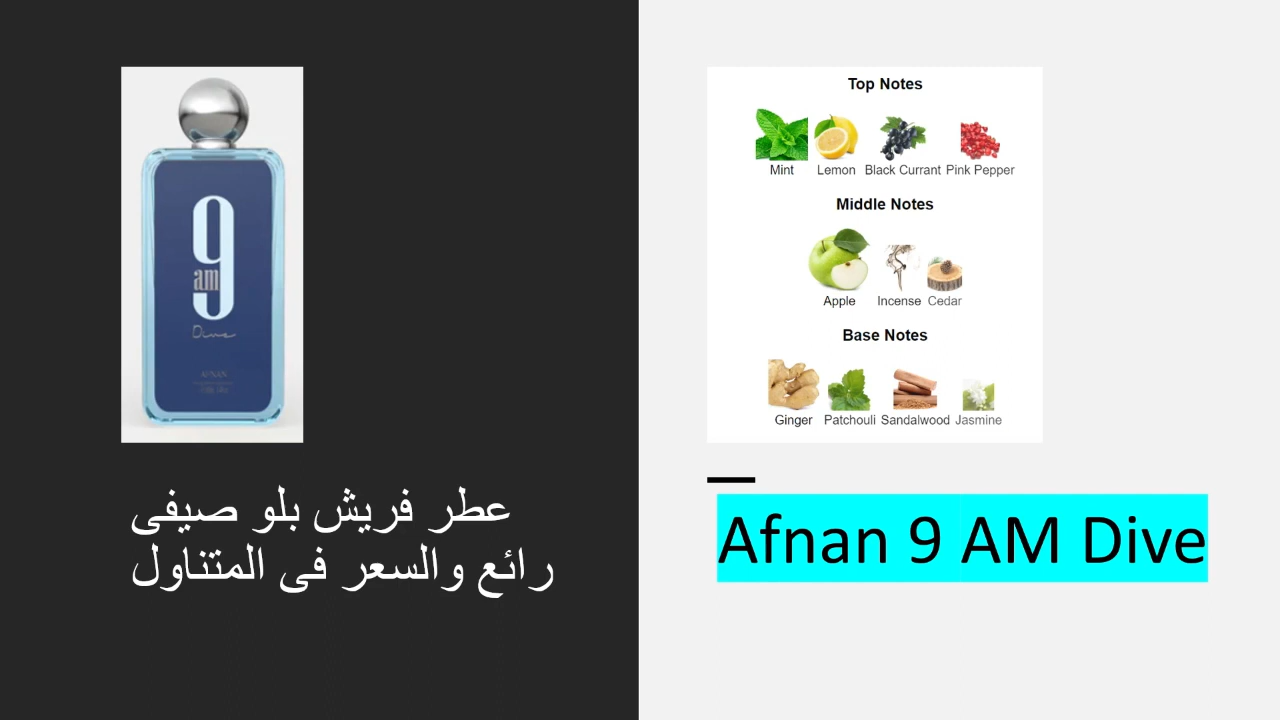 9
am
Dive
AFNAN
عطر فريش بلو صيفى
رائع والسعر فى المتناول
Top Notes
Mint Lemon Black Currant Pink Pepper
Middle Notes
Apple Incense Cedar
Base Notes
Ginger Patchouli Sandalwood Jasmine
Afnan 9 AM Dive